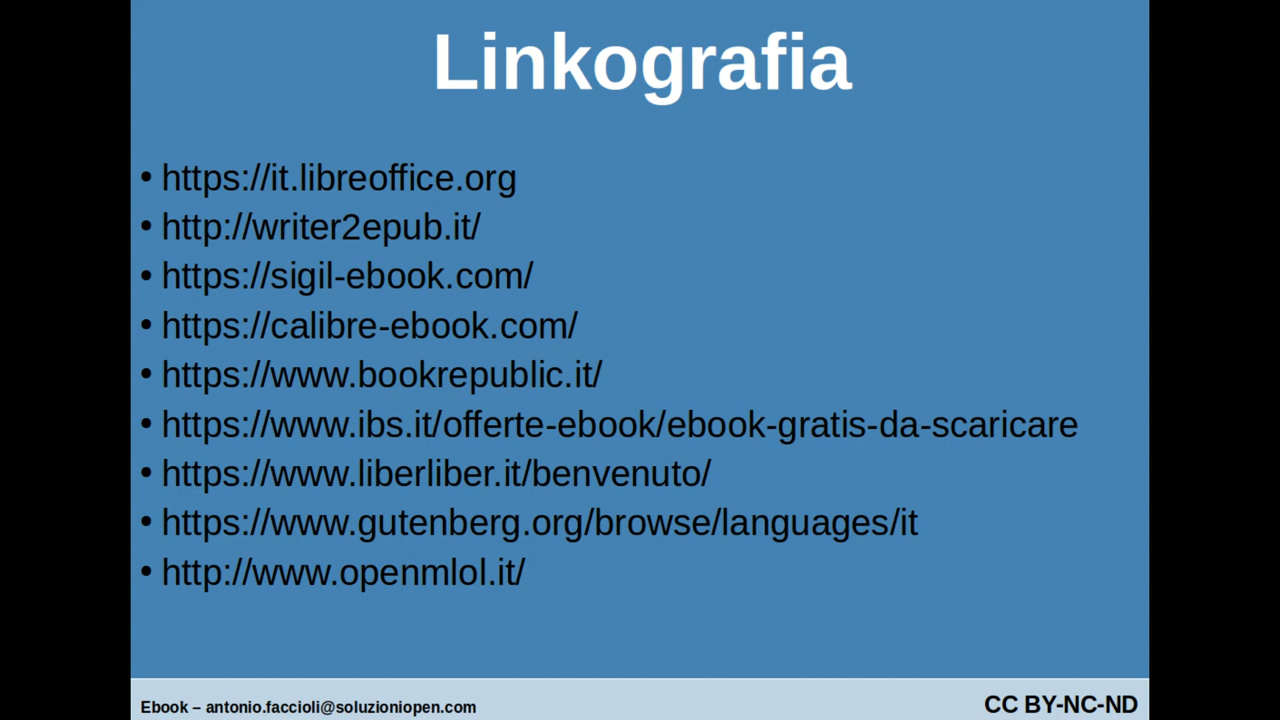 Linkografia
• https://it.libreoffice.org
• http://writer2epub.it/
• https://sigil-ebook.com/
• https://calibre-ebook.com/
• https://www.bookrepublic.it/
• https://www.ibs.it/offerte-ebook/ebook-gratis-da-scaricare
• https://www.liberliber.it/benvenuto/
• https://www.gutenberg.org/browse/languages/it
• http://www.openmlol.it/
Ebook – antonio.faccioli@soluzioniopen.com
CC BY-NC-ND